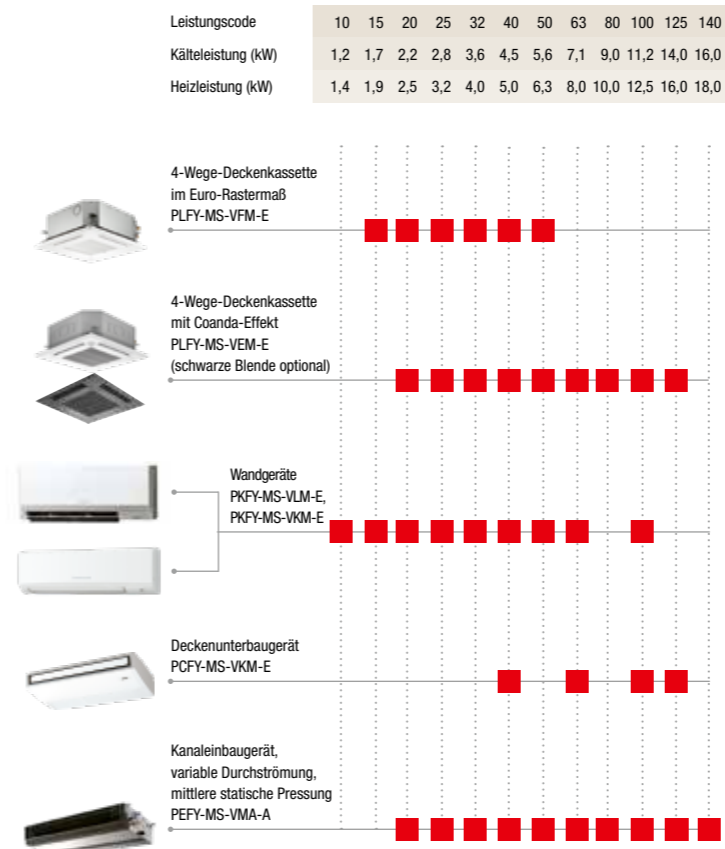 Leistungscode 10 15 20 25 32 40 50 63 80 100 125 140
Kälteleistung (kW) 1,2 1,7 2,2 2,8 3,6 4,5 5,6 7,1 9,0 11,2 14,0 16,0
Heizleistung (kW) 1,4 1,9 2,5 3,2 4,0 5,0 6,3 8,0 10,0 12,5 16,0 18,0
4-Wege-Deckenkassette
im Euro-Rastermaß
PLFY-MS-VFM-E
4-Wege-Deckenkassette
mit Coanda-Effekt
PLFY-MS-VEM-E
(schwarze Blende optional)
Wandgeräte
PKFY-MS-VLM-E,
PKFY-MS-VKM-E
Deckenunterbaugerät
PCFY-MS-VKM-E
Kanaleinbaugerät,
variable Durchströmung,
mittlere statische Pressung
PEFY-MS-VMA-A